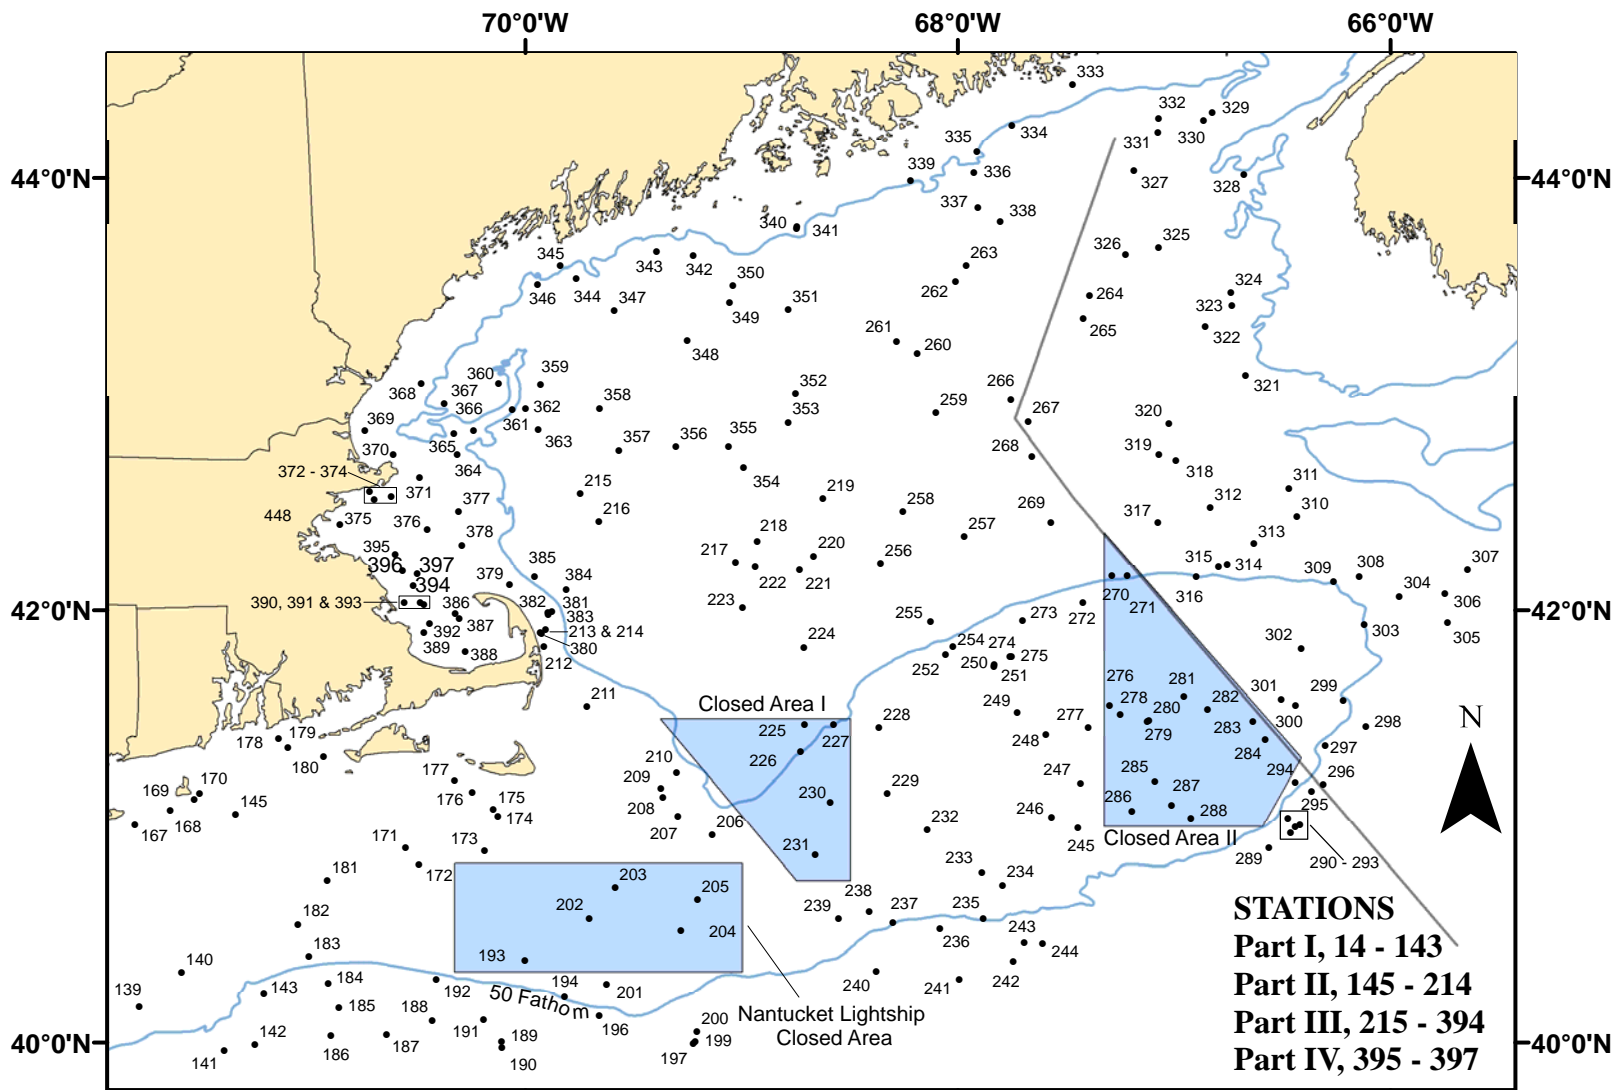 70°0'W 68°0'W 66°0'W
333
332 329
335 334 331 330
339 336
44°0'N 327 328 44°0'N
337 338
340 341
326 325
345 343 342 350 263
346 344 347 262 264 324
323
349 351 265 322
261
348 260
360 359
368 367 352 266 321
366 362 358 259 267 320
369 361 353
370 365 363 357 356 355 268 319
372 - 374 364 354 318 311
371 215 219
377 312 310
448 375 376 216 258 269 317
378 218 257 313
395 396 397 385 217 220 256 315 314 309 308 307
394 379 384 222 221 270 271 316 304
390, 391 & 393 386 382 381 223 272 306
383 255 273
392 387 213 & 214 302 303 305
389 388 380 224 254 274
212 252 250 275
251
276 281
211 Closed Area I 278 282 301 299
249 280
225 228 277 283 300 298
178 179 226 227 248 279 284
180 210 297
177 209 247 285 294 296
169 170 176 229 287
145 175 208 230 246 286 288 295
167 168 174 207 206 232 Closed Area II
171 173 231 245 289 290 - 293
172 233
181 203 205 234
202 238
182 239 237 235
204 236 243
183 193 244
140 184 194 240 241 242
139 143 192 50 Fathom 201
185 188 196 Nantucket Lightship
142 191 200 Closed Area
40°0'N 186 187 189 199 40°0'N
141 190 197
42°0'N 42°0'N
N
STATIONS
Part I, 14 - 143
Part II, 145 - 214
Part III, 215 - 394
Part IV, 395 - 397